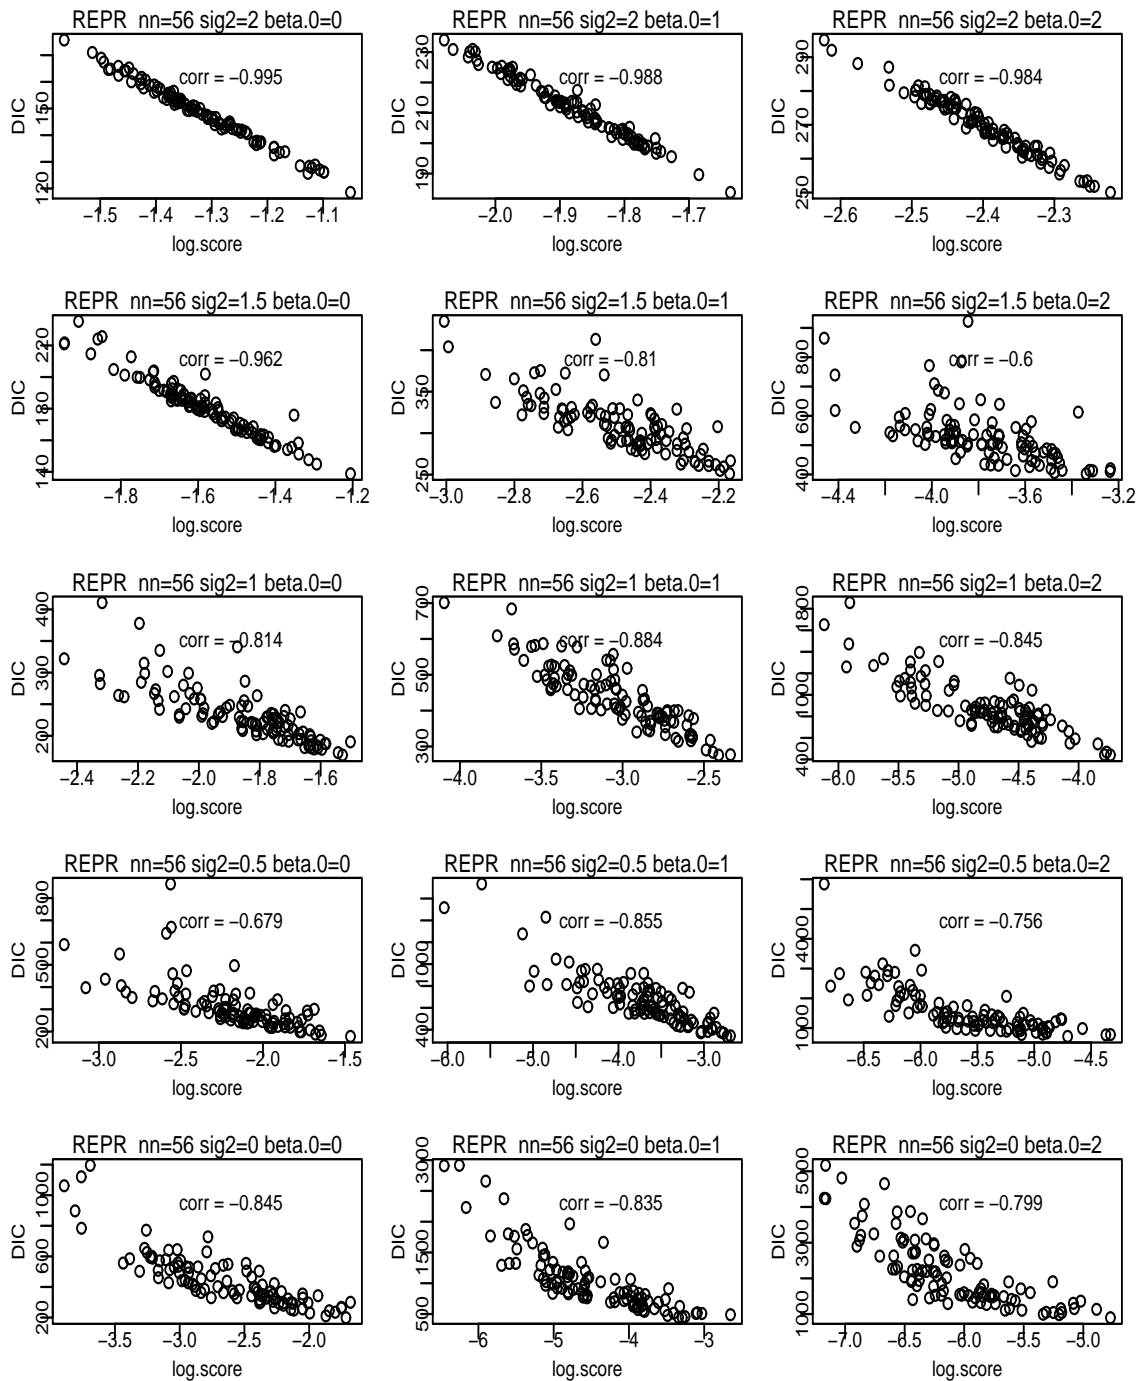 REPR nn=56 sig2=2 beta.0=0
corr = −0.995
DIC
120 150
−1.5 −1.4 −1.3 −1.2 −1.1
log.score
REPR nn=56 sig2=2 beta.0=1
corr = −0.988
DIC
190 210 230
−2.0 −1.9 −1.8 −1.7
log.score
REPR nn=56 sig2=2 beta.0=2
corr = −0.984
DIC
250 270 290
−2.6 −2.5 −2.4 −2.3
log.score
REPR nn=56 sig2=1.5 beta.0=0
corr = −0.962
DIC
140 180 220
−1.8 −1.6 −1.4 −1.2
log.score
REPR nn=56 sig2=1.5 beta.0=1
corr = −0.81
DIC
250 350
−3.0 −2.8 −2.6 −2.4 −2.2
log.score
REPR nn=56 sig2=1.5 beta.0=2
corr = −0.6
DIC
400 600 800
−4.4 −4.0 −3.6 −3.2
log.score
REPR nn=56 sig2=1 beta.0=0
corr = −0.814
DIC
200 300 400
−2.4 −2.2 −2.0 −1.8 −1.6
log.score
REPR nn=56 sig2=1 beta.0=1
corr = −0.884
DIC
300 500 700
−4.0 −3.5 −3.0 −2.5
log.score
REPR nn=56 sig2=1 beta.0=2
corr = −0.845
DIC
400 1000 1800
−6.0 −5.5 −5.0 −4.5 −4.0
log.score
REPR nn=56 sig2=0.5 beta.0=0
corr = −0.679
DIC
200 500 800
−3.0 −2.5 −2.0 −1.5
log.score
REPR nn=56 sig2=0.5 beta.0=1
corr = −0.855
DIC
400 1000
−6.0 −5.0 −4.0 −3.0
log.score
REPR nn=56 sig2=0.5 beta.0=2
corr = −0.756
DIC
1000 4000
−6.5 −6.0 −5.5 −5.0 −4.5
log.score
REPR nn=56 sig2=0 beta.0=0
corr = −0.845
DIC
200 600 1000
−3.5 −3.0 −2.5 −2.0
log.score
REPR nn=56 sig2=0 beta.0=1
corr = −0.835
DIC
500 1500 3000
−6 −5 −4 −3
log.score
REPR nn=56 sig2=0 beta.0=2
corr = −0.799
DIC
1000 3000 5000
−7.0 −6.5 −6.0 −5.5 −5.0
log.score